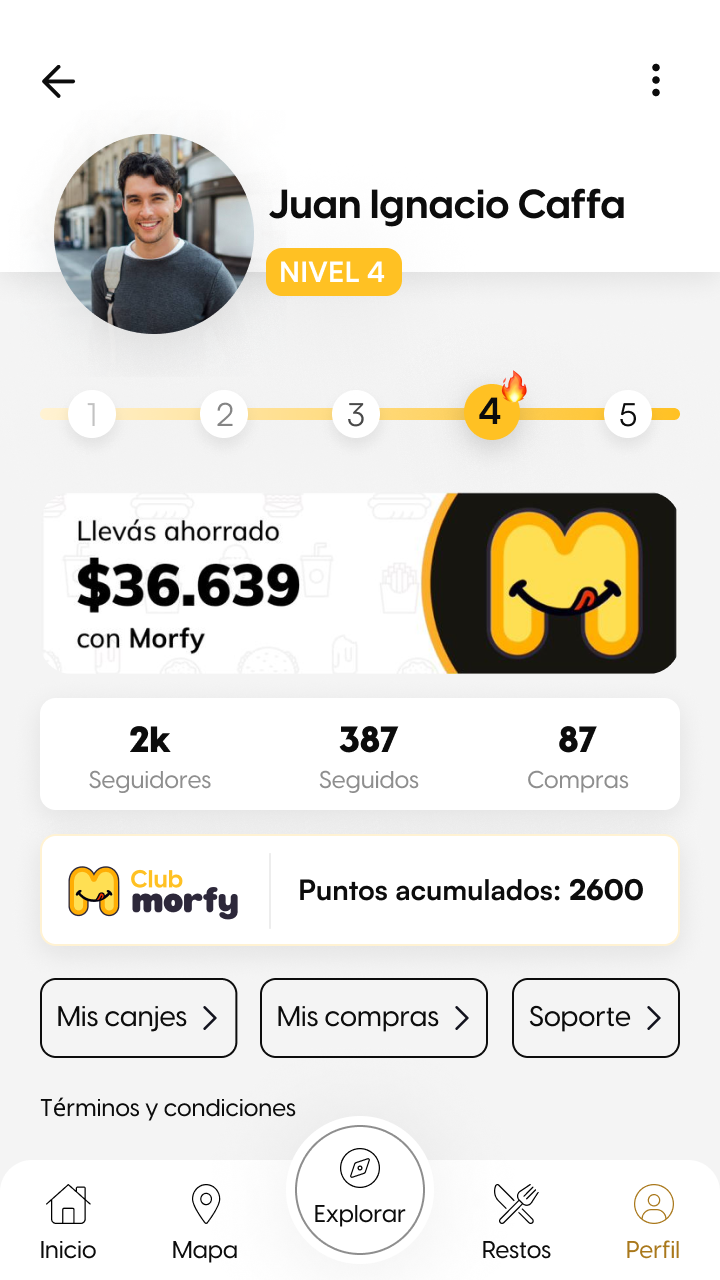 Juan Ignacio Caffa
NIVEL 4
1 2 3 4 5
Llevás ahorrado
$36.639
con Morfy
2k 387 87
Seguidores Seguidos Compras
Club
morfy
Puntos acumulados: 2600
Mis canjes Mis compras Soporte
Términos y condiciones
Inicio Mapa Explorar Restos Perfil